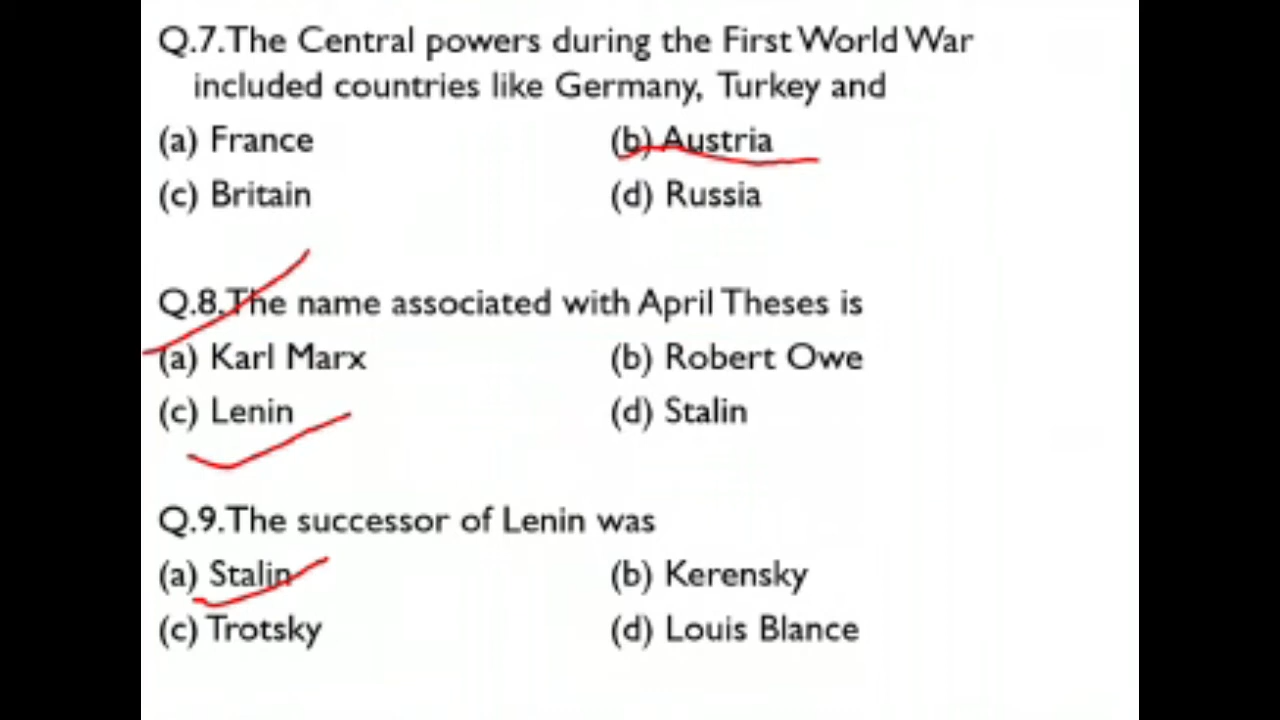 Q.7.The Central powers during the First World War
included countries like Germany, Turkey and
(a) France (b) Austria
(c) Britain (d) Russia
Q.8.The name associated with April Theses is
(a) Karl Marx (b) Robert Owe
(c) Lenin (d) Stalin
Q.9.The successor of Lenin was
(a) Stalin (b) Kerensky
(c) Trotsky (d) Louis Blance